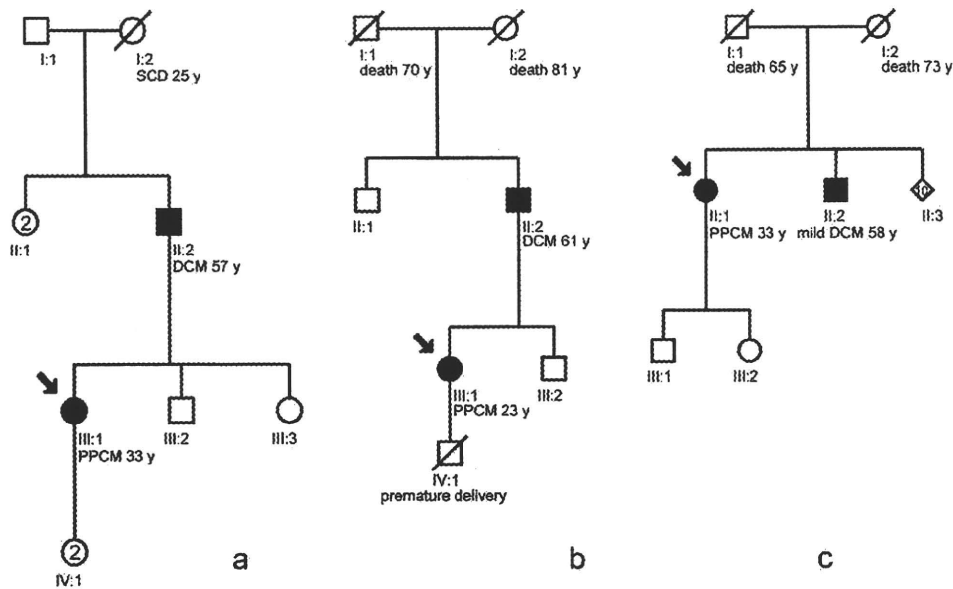 I:1
I:2
SCD 25 y
2
II:1
II:2
DCM 57 y
III:1
PPCM 33 y
III:2
III:3
2
IV:1
a
I:1
death 70 y
I:2
death 81 y
II:1
II:2
DCM 61 y
III:1
PPCM 23 y
III:2
IV:1
premature delivery
b
I:1
death 65 y
I:2
death 73 y
II:1
PPCM 33 y
II:2
mild DCM 58 y
10
II:3
III:1
III:2
c